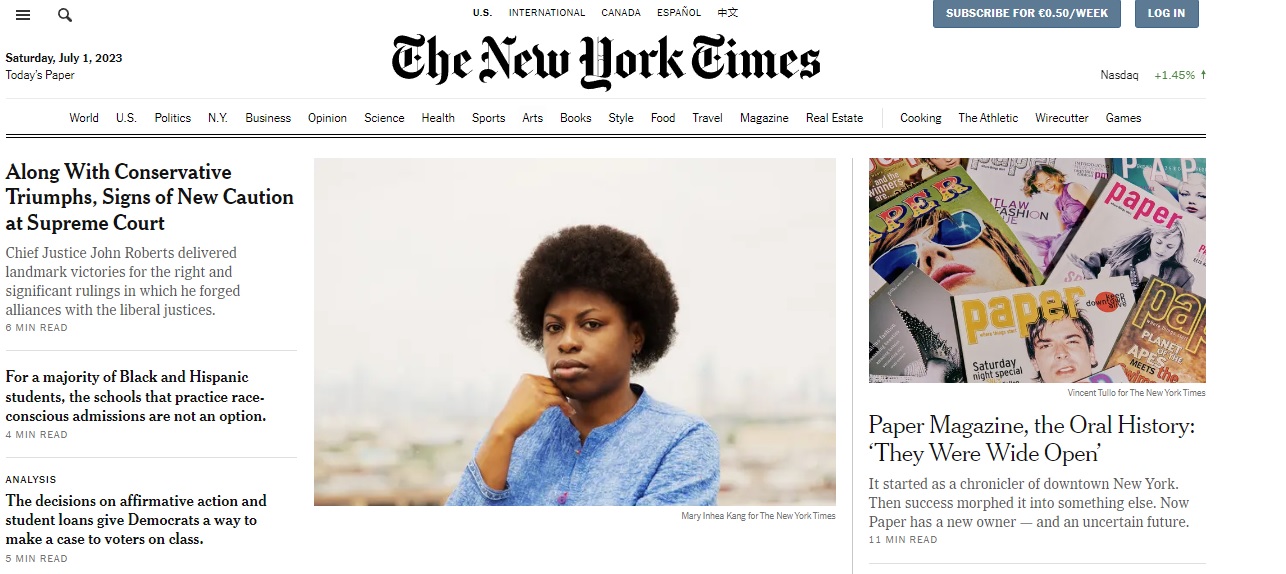 U.S. INTERNATIONAL CANADA ESPAÑOL 中文
SUBSCRIBE FOR €0.50/WEEK
LOG IN
Saturday, July 1, 2023
Today's Paper
The New York Times
Nasdaq +1.45% ↑
World U.S. Politics N.Y. Business Opinion Science Health Sports Arts Books Style Food Travel Magazine Real Estate Cooking The Athletic Wirecutter Games
Along With Conservative
Triumphs, Signs of New Caution
at Supreme Court
Chief Justice John Roberts delivered
landmark victories for the right and
significant rulings in which he forged
alliances with the liberal justices.
6 MIN READ
For a majority of Black and Hispanic
students, the schools that practice race-
conscious admissions are not an option.
4 MIN READ
ANALYSIS
The decisions on affirmative action and
student loans give Democrats a way to
make a case to voters on class.
5 MIN READ
Mary Inhea Kang for The New York Times
and the
winners
are...
OUTLAW
FASHION
paper
paper
Saturday
night special
PLANET
OF THE
APES
MEETS
Vincent Tullo for The New York Times
Paper Magazine, the Oral History:
‘They Were Wide Open’
It started as a chronicler of downtown New York.
Then success morphed it into something else. Now
Paper has a new owner — and an uncertain future.
11 MIN READ